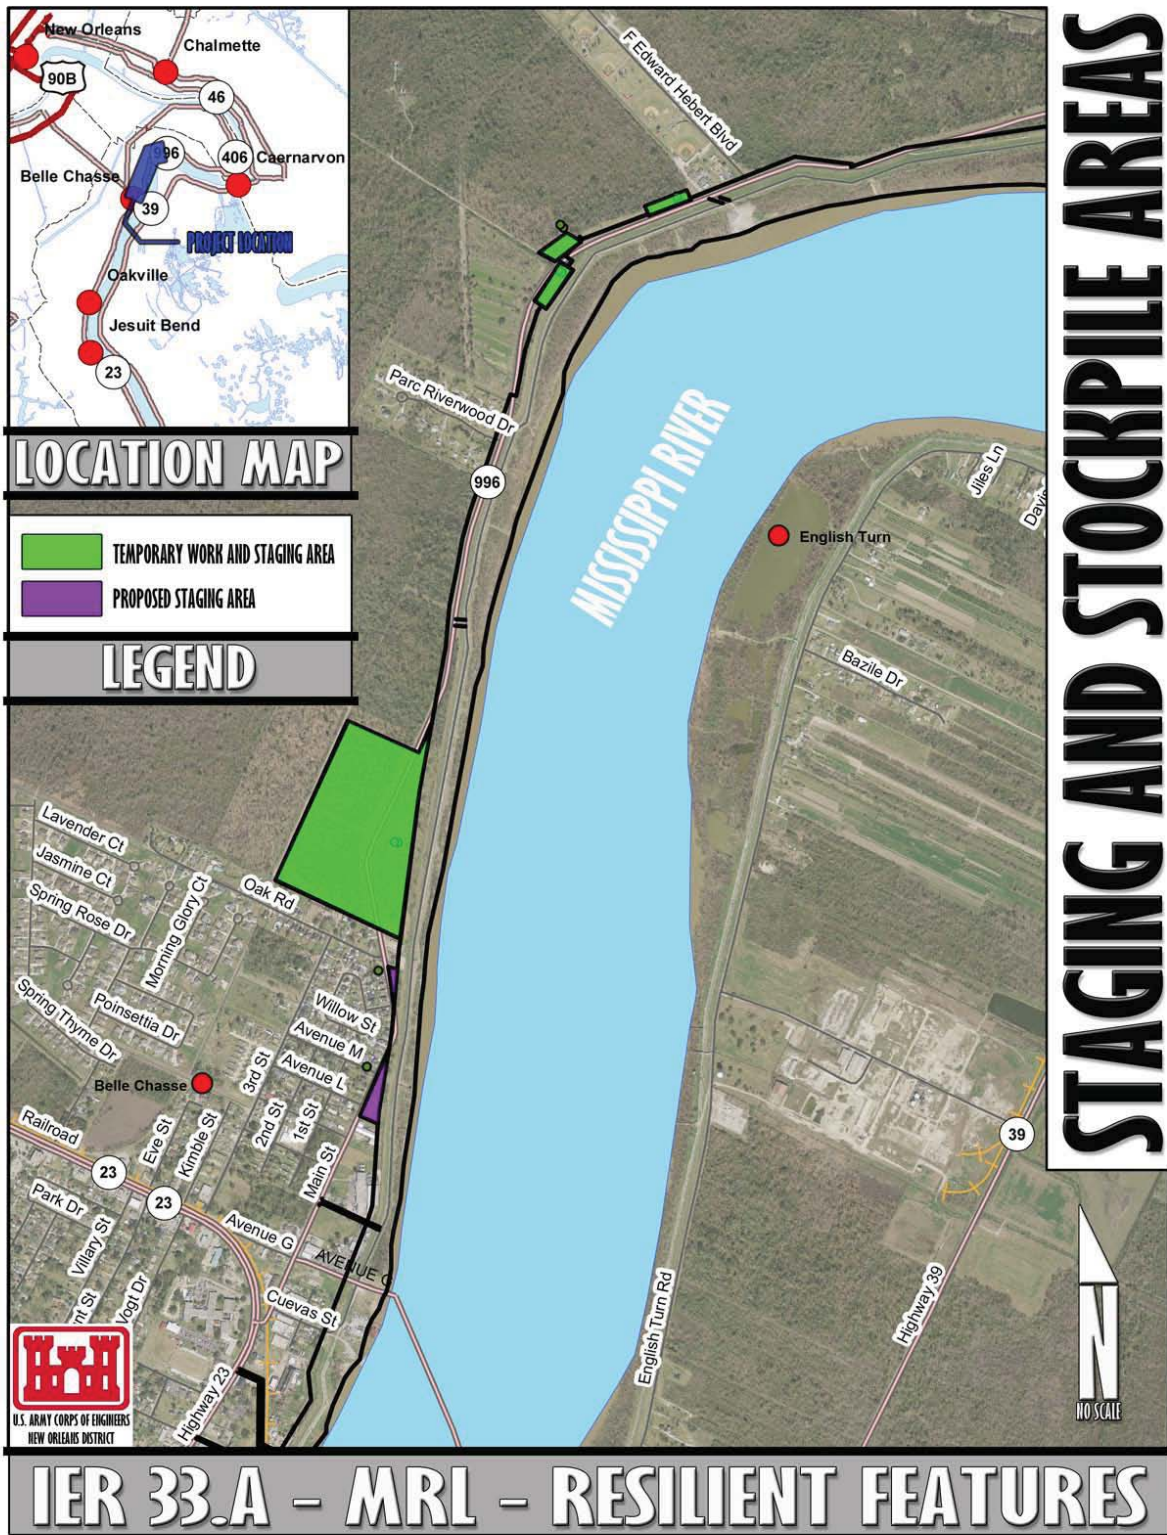 New Orleans
Chalmette
90B
46
996
406
Caernarvon
Belle Chasse
39
PROJECT LOCATION
Oakville
Jesuit Bend
23
LOCATION MAP
TEMPORARY WORK AND STAGING AREA
PROPOSED STAGING AREA
LEGEND
STAGING AND STOCKPILE AREAS
F Edward Hebert Blvd
Parc Riverwood Dr
996
MISSISSIPPI RIVER
English Turn
Jiles Ln
Bazile Dr
Lavender Ct
Jasmine Ct
Spring Rose Dr
Morning Glory Ct
Oak Rd
Spring Thyme Dr
Poinsettia Dr
Willow St
Avenue M
Avenue L
3rd St
2nd St
1st St
Belle Chasse
Railroad
Eve St
Kimble St
Main St
23
23
Park Dr
Villary St
Avenue G
AVENUE G
Cuevas St
Vogt Dr
Highway 23
English Turn Rd
Highway 39
39
N
NO SCALE
U.S. ARMY CORPS OF ENGINEERS
NEW ORLEANS DISTRICT
IER 33.A - MRL - RESILIENT FEATURES